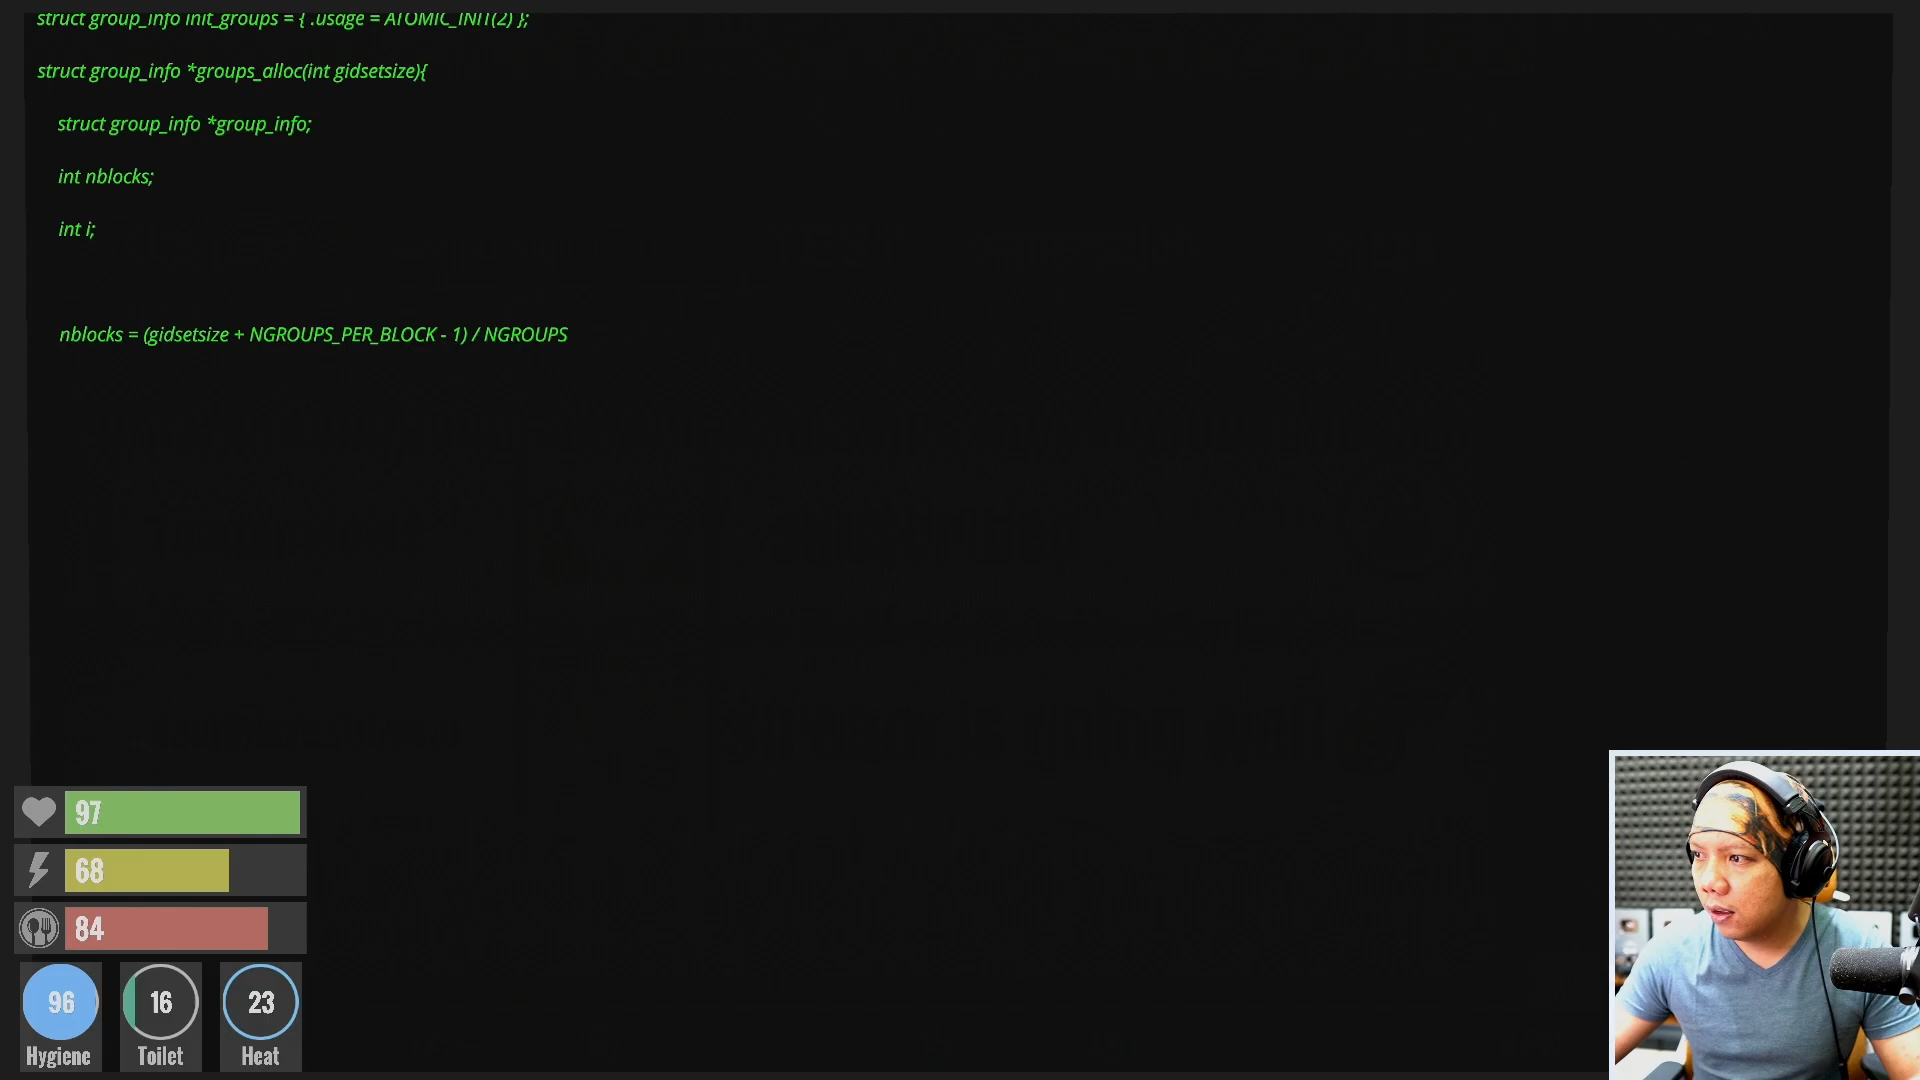 struct group_info init_groups = { .usage = ATOMIC_INIT(2) };
struct group_info *groups_alloc(int gidsetsize){
struct group_info *group_info;
int nblocks;
int i;
nblocks = (gidsetsize + NGROUPS_PER_BLOCK - 1) / NGROUPS
97
68
84
96
16
23
Hygiene
Toilet
Heat